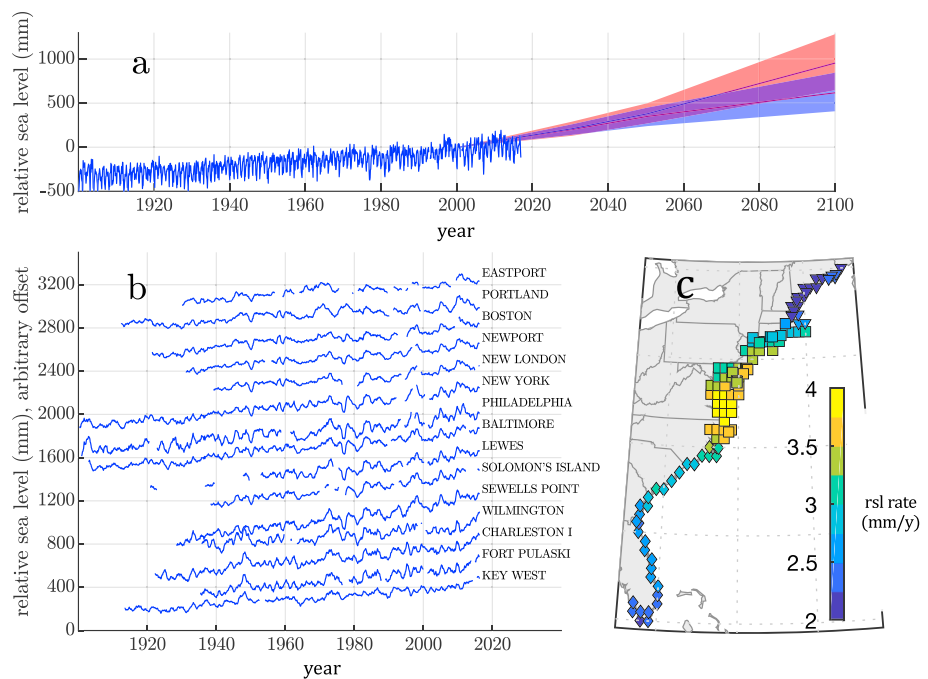 relative sea level (mm)
a
1000
500
0
-500
1920
1940
1960
1980
2000
2020
2040
2060
2080
2100
year
relative sea level (mm), arbitrary offset
b
3200
2800
2400
2000
1600
1200
800
400
0
1920
1940
1960
1980
2000
2020
year
EASTPORT
PORTLAND
BOSTON
NEWPORT
NEW LONDON
NEW YORK
PHILADELPHIA
BALTIMORE
LEWES
SOLOMON'S ISLAND
SEWELLS POINT
WILMINGTON
CHARLESTON I
FORT PULASKI
KEY WEST
c
4
3.5
3
2.5
2
rsl rate
(mm/y)